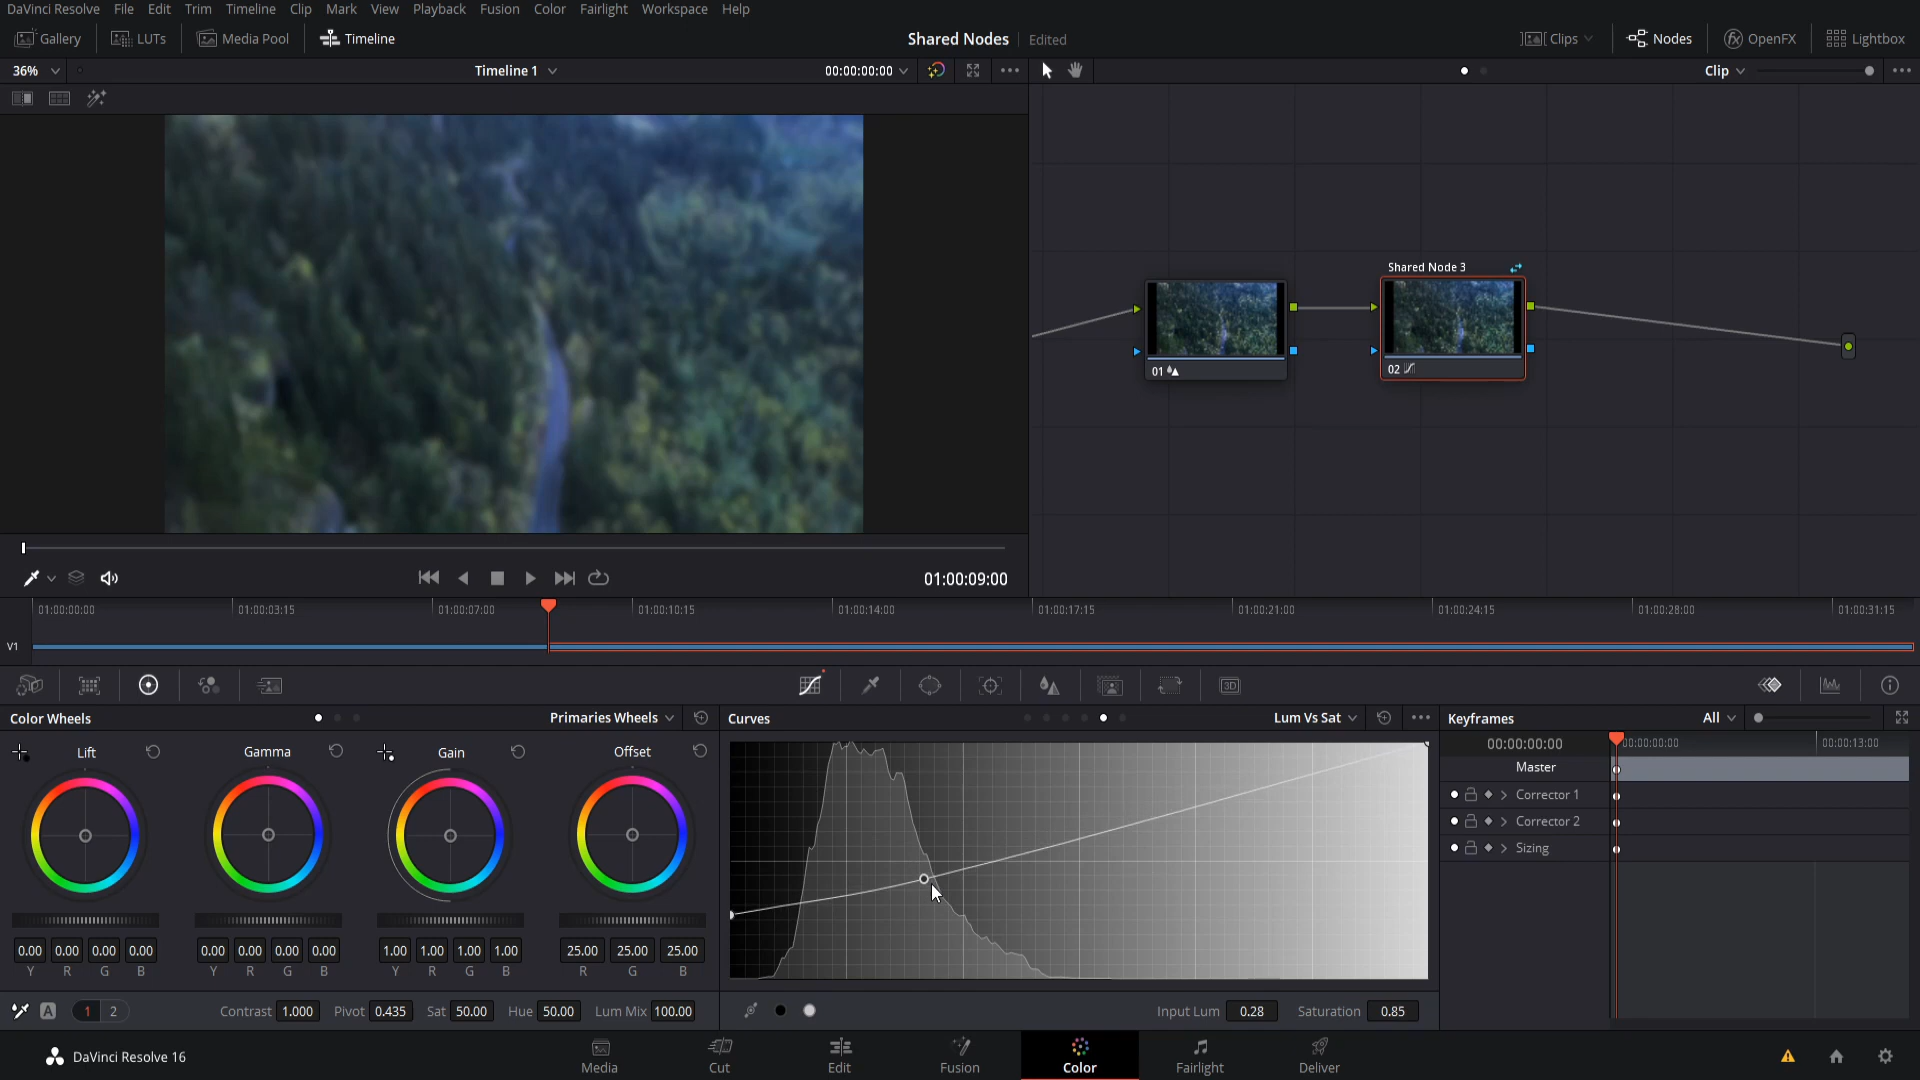 DaVinci Resolve File Edit Trim Timeline Clip Mark View Playback Fusion Color Fairlight Workspace Help
Gallery LUTs Media Pool Timeline Shared Nodes Edited Clips Nodes OpenFX Lightbox
36% Timeline 1 00:00:00:00 Clip
Shared Node 3
01 02
01:00:09:00
01:00:00:00 01:00:03:15 01:00:07:00 01:00:10:15 01:00:14:00 01:00:17:15 01:00:21:00 01:00:24:15 01:00:28:00 01:00:31:15
V1
3D
Color Wheels Primaries Wheels Curves Lum Vs Sat Keyframes All
Lift Gamma Gain Offset 00:00:00:00 00:00:00:00 00:00:13:00
Master
Corrector 1
Corrector 2
Sizing
0.00 0.00 0.00 0.00 0.00 0.00 0.00 0.00 1.00 1.00 1.00 1.00 25.00 25.00 25.00
Y R G B Y R G B Y R G B R G B
A 1 2 Contrast 1.000 Pivot 0.435 Sat 50.00 Hue 50.00 Lum Mix 100.00 Input Lum 0.28 Saturation 0.85
DaVinci Resolve 16 Media Cut Edit Fusion Color Fairlight Deliver